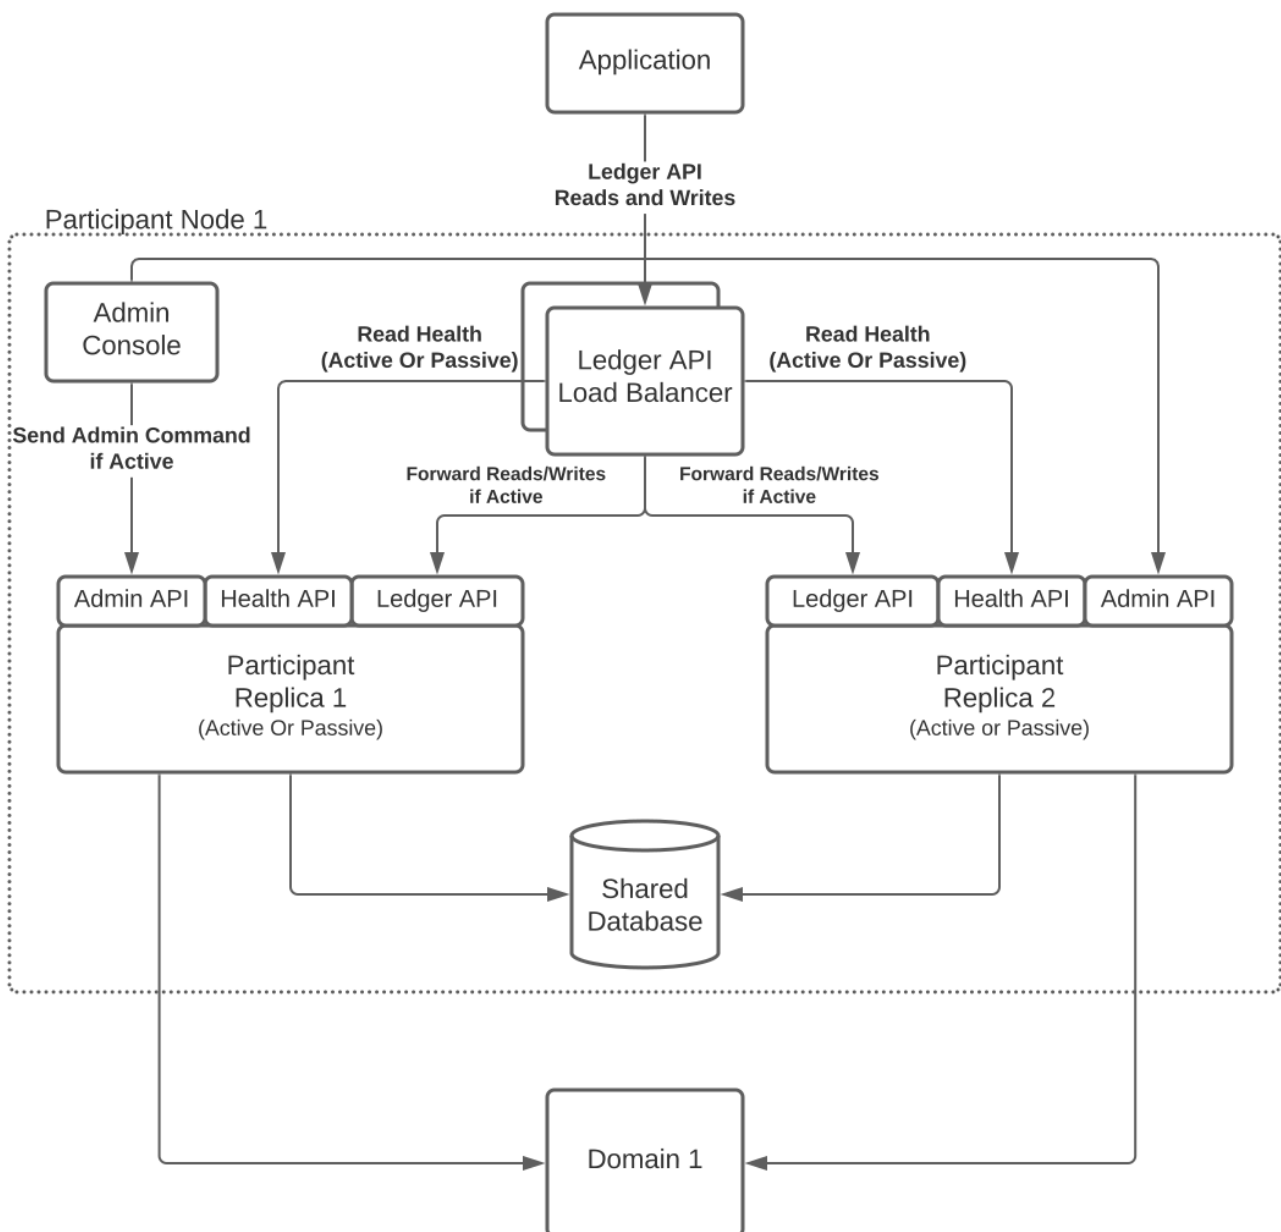 Application
Ledger API
Reads and Writes
Participant Node 1
Admin
Console
Read Health
(Active Or Passive)
Ledger API
Load Balancer
Read Health
(Active Or Passive)
Send Admin Command
if Active
Forward Reads/Writes
if Active
Forward Reads/Writes
if Active
Admin API
Health API
Ledger API
Ledger API
Health API
Admin API
Participant
Replica 1
(Active Or Passive)
Participant
Replica 2
(Active or Passive)
Shared
Database
Domain 1